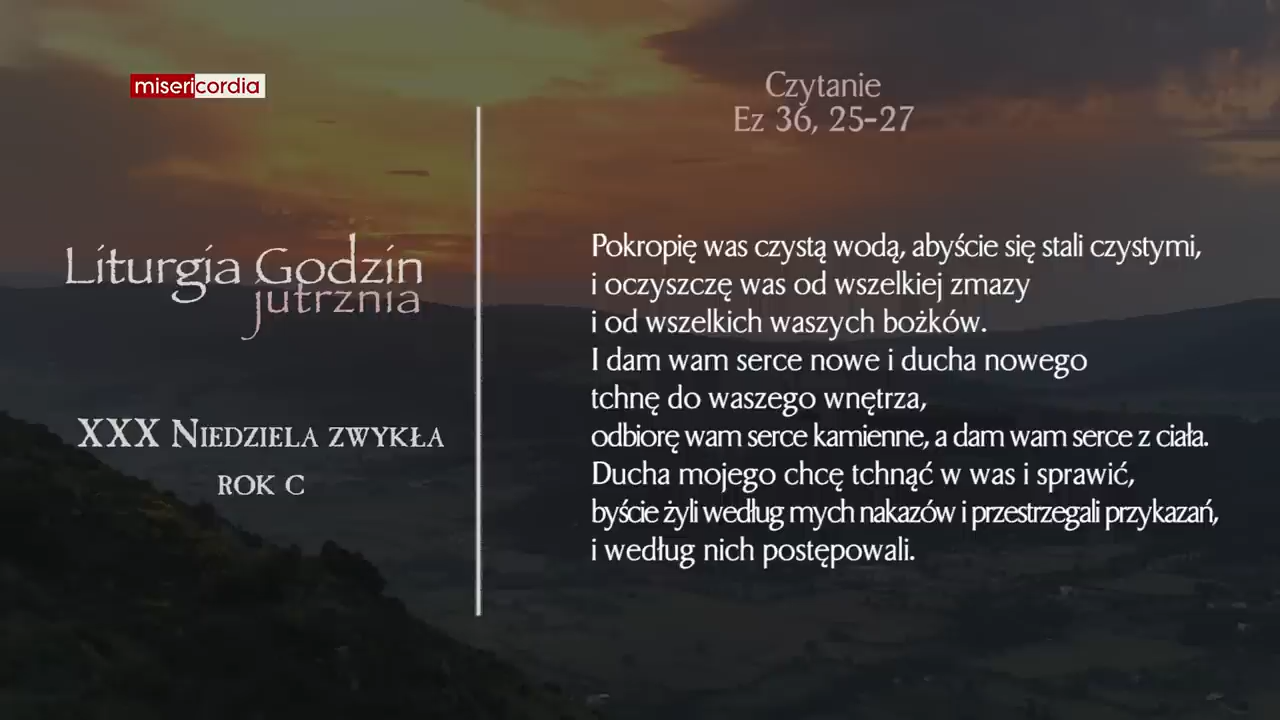 misericordia
Liturgia Godzin
jutrznia
XXX Niedziela zwykła
rok C
Czytanie
Ez 36, 25-27
Pokropię was czystą wodą, abyście się stali czystymi,
i oczyszczę was od wszelkiej zmazy
i od wszelkich waszych bożków.
I dam wam serce nowe i ducha nowego
tchnę do waszego wnętrza,
odbiorę wam serce kamienne, a dam wam serce z ciała.
Ducha mojego chcę tchnąć w was i sprawić,
byście żyli według mych nakazów i przestrzegali przykazań,
i według nich postępowali.